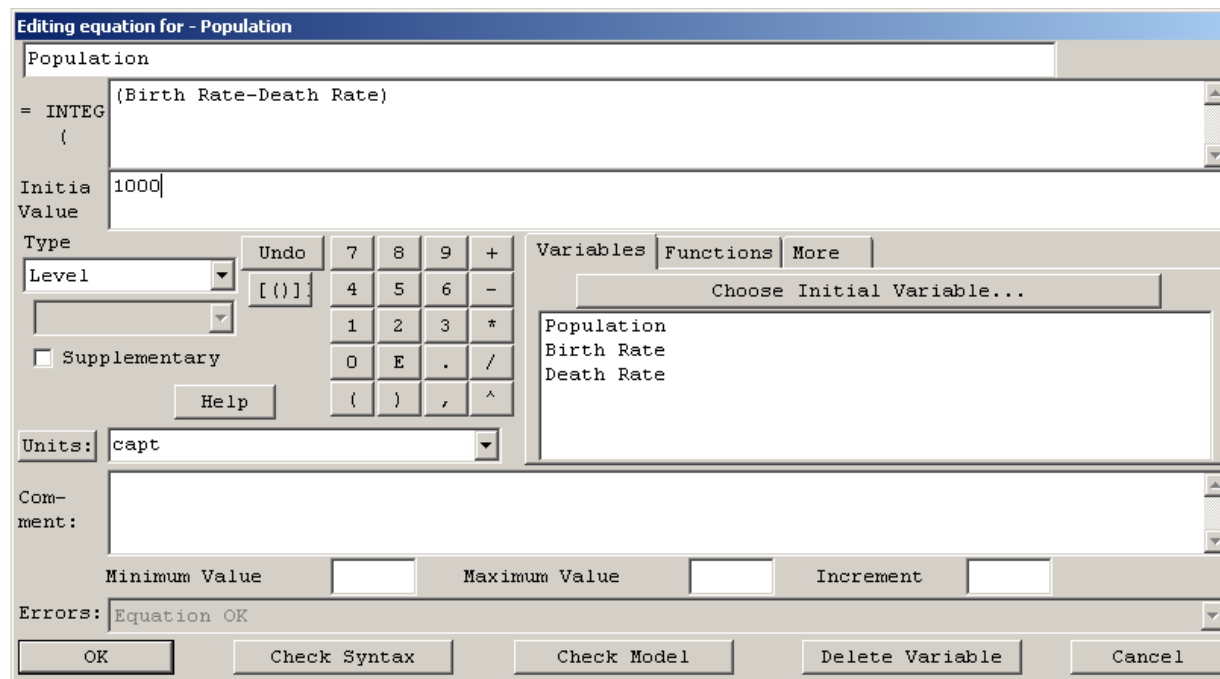 Editing equation for - Population
Population
= INTEG (
(Birth Rate-Death Rate)
Initia Value
1000
Type
Level
Undo
[()]
Supplementary
Help
7 8 9 +
4 5 6 -
1 2 3 *
0 E . /
( ) , ^
Variables Functions More
Choose Initial Variable...
Population
Birth Rate
Death Rate
Units: capt
Com-
ment:
Minimum Value Maximum Value Increment
Errors: Equation OK
OK Check Syntax Check Model Delete Variable Cancel